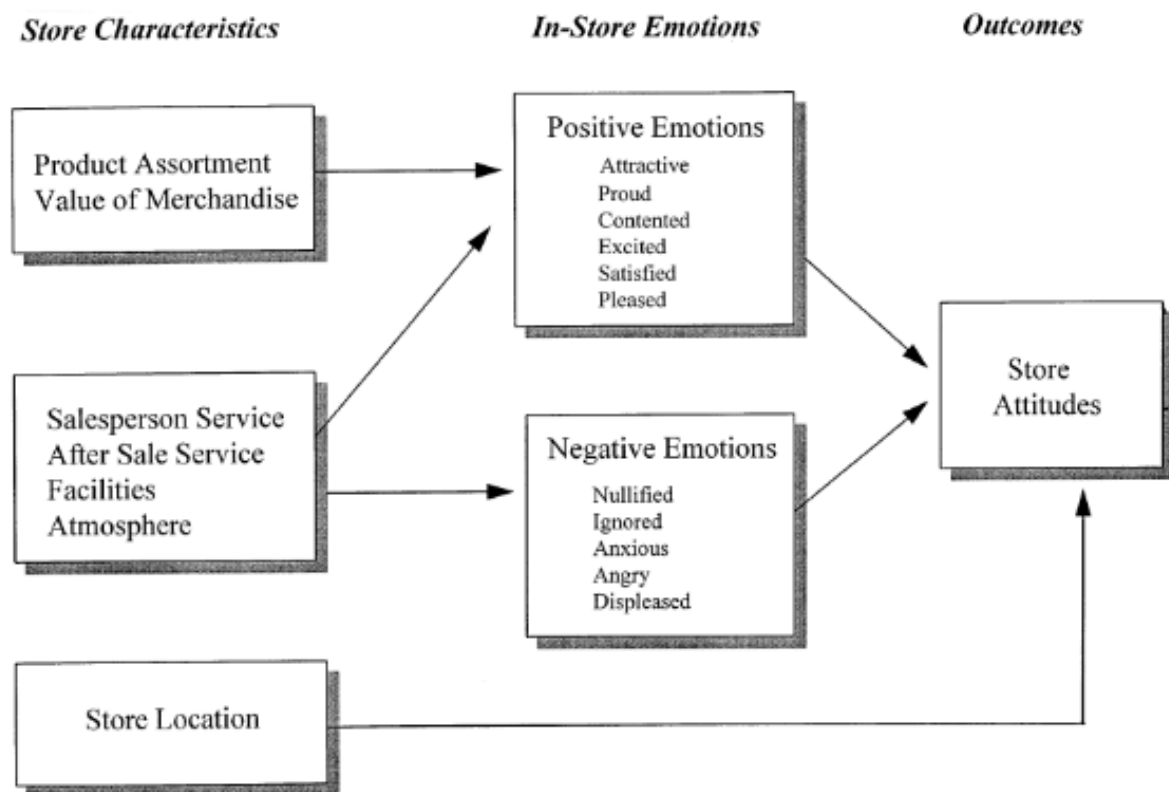 Store Characteristics
In-Store Emotions
Outcomes
Product Assortment
Value of Merchandise
Positive Emotions
Attractive
Proud
Contented
Excited
Satisfied
Pleased
Salesperson Service
After Sale Service
Facilities
Atmosphere
Negative Emotions
Nullified
Ignored
Anxious
Angry
Displeased
Store
Attitudes
Store Location